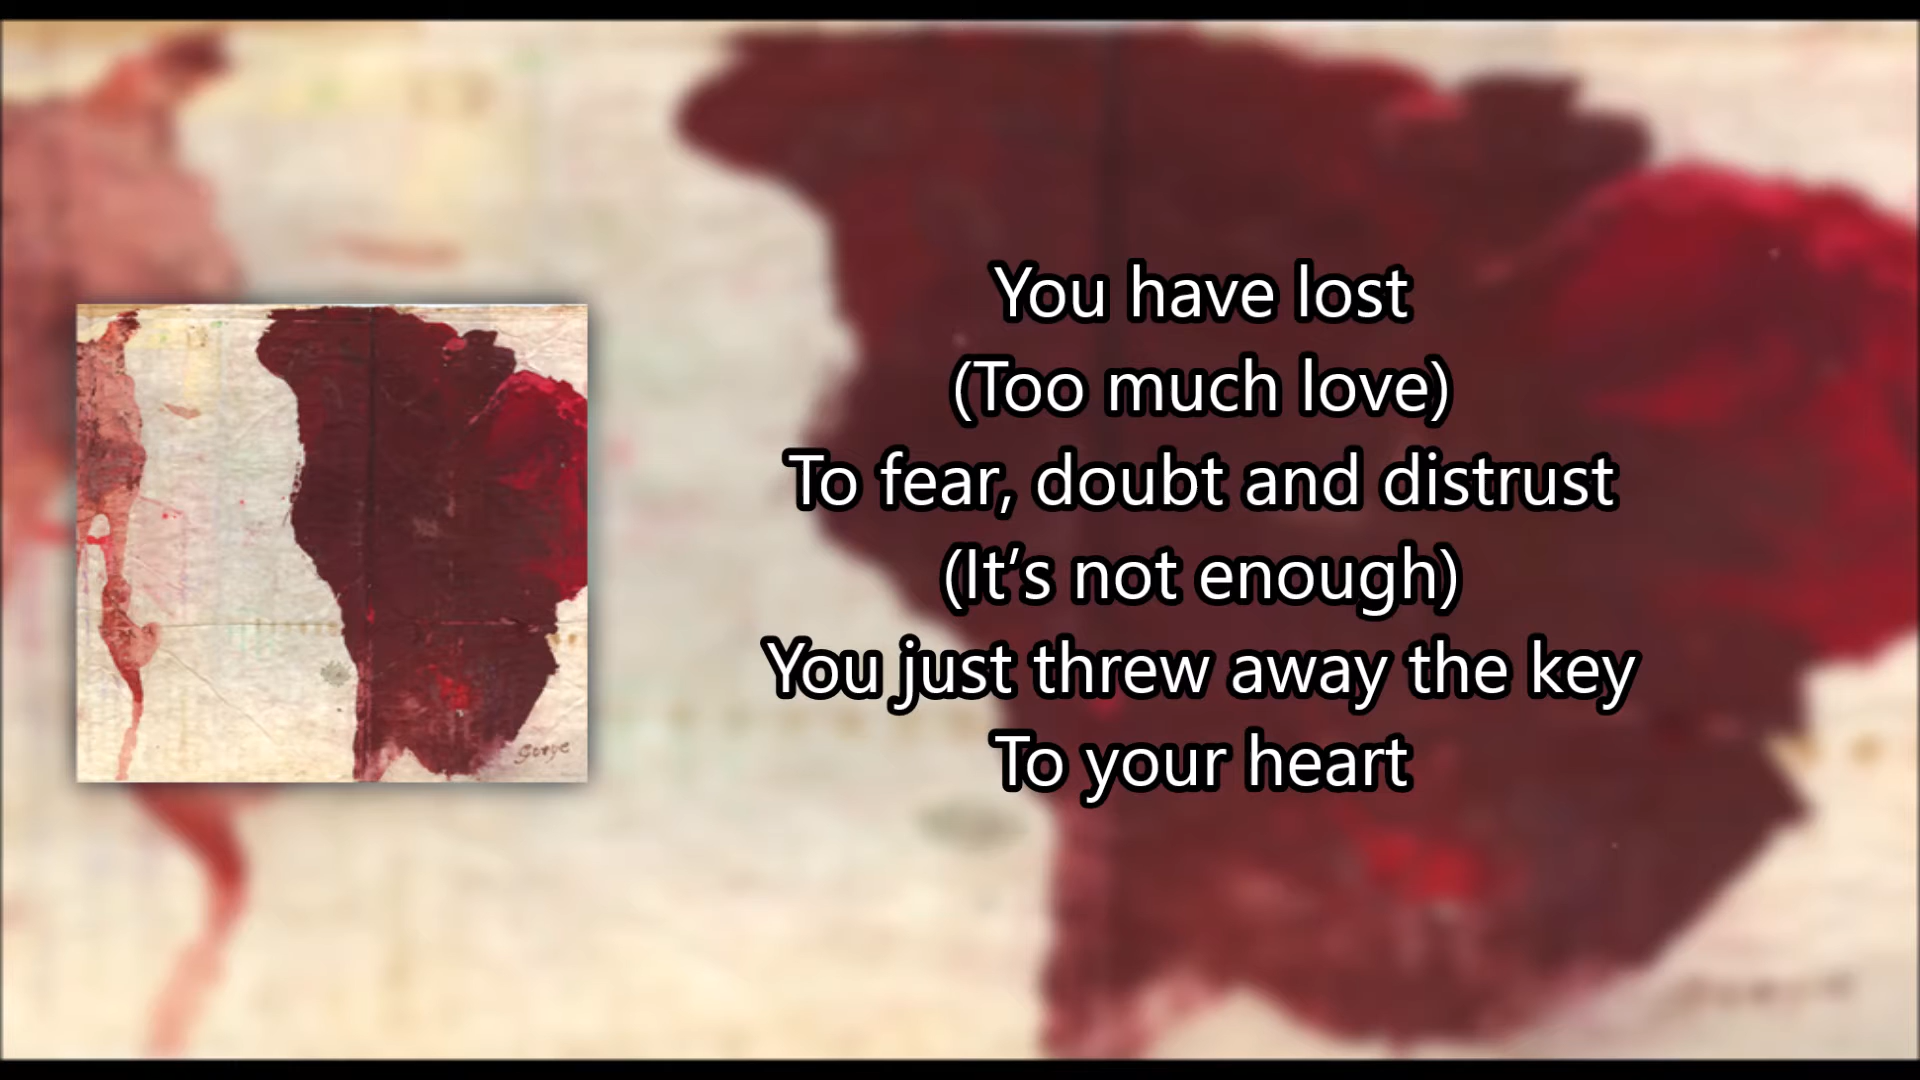 You have lost
(Too much love)
To fear, doubt and distrust
(It’s not enough)
You just threw away the key
To your heart